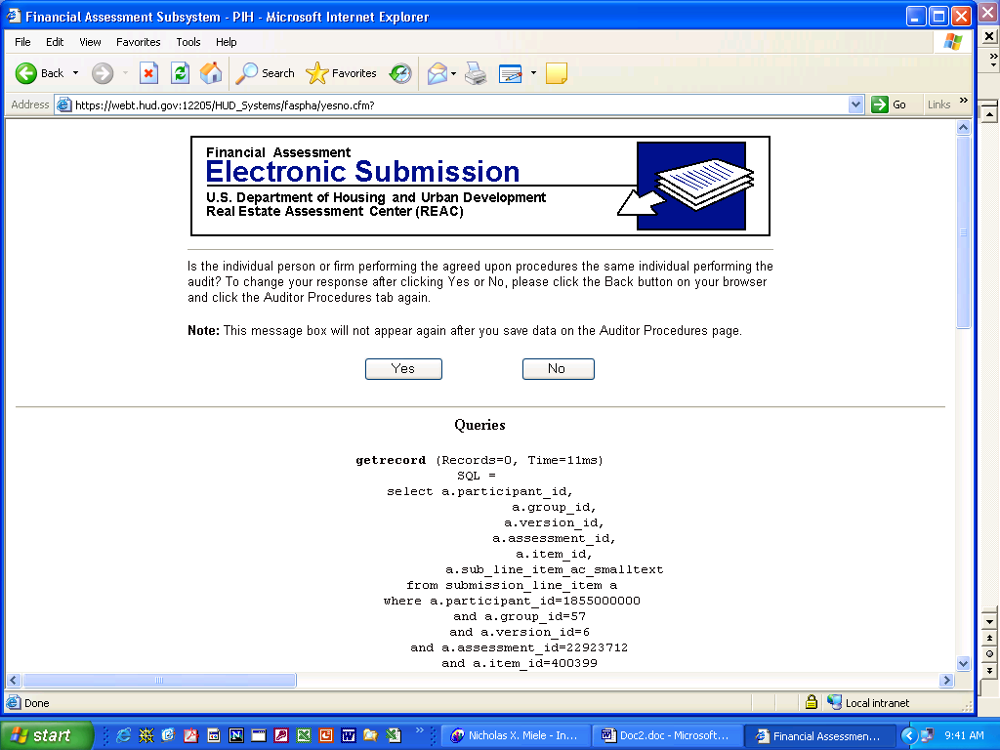 Financial Assessment Subsystem - PIH - Microsoft Internet Explorer
File Edit View Favorites Tools Help
Back Search Favorites
Address https://webt.hud.gov:12205/HUD_Systems/faspha/yesno.cfm? Go Links »
Financial Assessment
Electronic Submission
U.S. Department of Housing and Urban Development
Real Estate Assessment Center (REAC)
Is the individual person or firm performing the agreed upon procedures the same individual performing the
audit? To change your response after clicking Yes or No, please click the Back button on your browser
and click the Auditor Procedures tab again.
Note: This message box will not appear again after you save data on the Auditor Procedures page.
Yes No
Queries
getrecord (Records=0, Time=11ms)
SQL =
select a.participant_id,
a.group_id,
a.version_id,
a.assessment_id,
a.item_id,
a.sub_line_item_ac_smalltext
from submission_line_item a
where a.participant_id=1855000000
and a.group_id=57
and a.version_id=6
and a.assessment_id=22923712
and a.item_id=400399
Done Local intranet
start » Nicholas X. Miele - In... Doc2.doc - Microsoft... Financial Assessmen... 9:41 AM